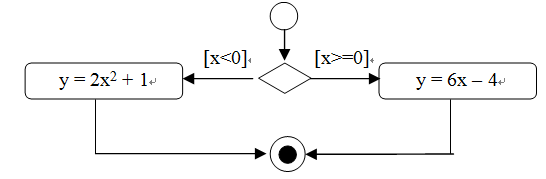 [x<0]
[x>=0]
y = 2x² + 1
y = 6x – 4